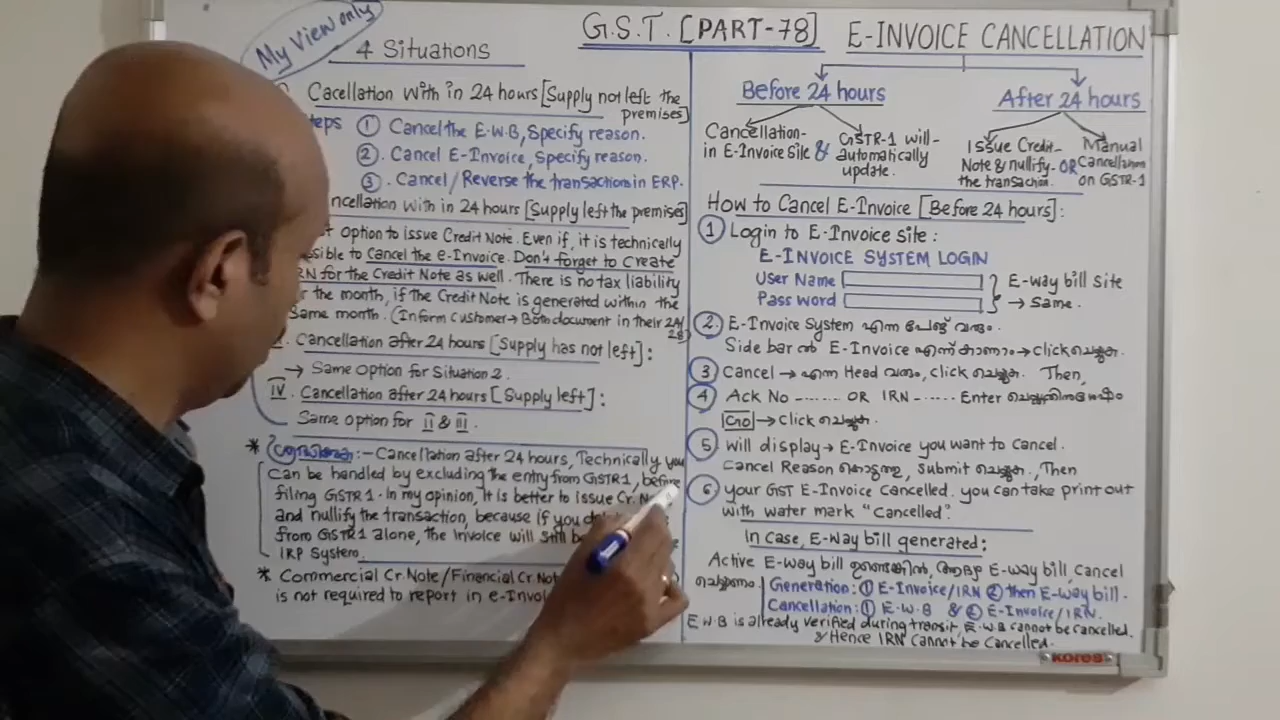 My View only
4 Situations
Cacellation with in 24 hours [Supply not left the
premises]
① Cancel the E.W.B, Specify reason.
②. Cancel E-Invoice, Specify reason.
③. Cancel/Reverse the transactions in ERP.
ncellation with in 24 hours [Supply left the premises]
option to issue Credit Note. Even if, it is technically
sible to cancel the e-Invoice. Don't forget to Create
RN for the Credit Note as well. There is no tax liability
the month, if the Credit Note is generated within the
Same month. (Inform Customer → Both document in their 2A/
2B)
Cancellation after 24 hours [Supply has not left]:
→ Same Option for Situation 2.
IV. Cancellation after 24 hours [Supply left]:
Same option for II & III.
* :- Cancellation after 24 hours, Technically you
Can be handled by excluding the entry from GSTR1, before
filing GSTR1. In my opinion, It is better to issue Cr.
and nullify the transaction, because if you
from GSTR1 alone, the invoice will still
IRP System.
* Commercial Cr.Note/Financial Cr.Not
is not required to report in e-Invoi
G.S.T. [PART-78]
E-INVOICE CANCELLATION
Before 24 hours
After 24 hours
Cancellation-
in E-Invoice Site
&
GSTR-1 will-
automatically
update.
Issue Credit-
Note & nullify-
the transaction.
OR
Manual
Cancellation
on GSTR-1
How to Cancel E-Invoice [Before 24 hours]:
① Login to E-Invoice Site:
E-INVOICE SYSTEM LOGIN
User Name
Pass word
E-way bill site
→ Same.
②. E-Invoice System എന്ന പേജ് വരും.
Side bar ൽ E-Invoice എന്ന് കാണാം → click ചെയ്യുക.
③ Cancel → എന്ന Head വരും, click ചെയ്യുക. Then,
④ Ack No -....... OR IRN -...... Enter
Go → Click ചെയ്യുക.
⑤ Will display → E-Invoice you want to Cancel.
Cancel Reason Submit ചെയ്യുക, Then
⑥ your GST E-Invoice Cancelled. you can take print out
with water mark "Cancelled".
In Case, E-Way bill generated:
Active E-way bill ഉണ്ടെങ്കിൽ, ആദ്യം E-way bill, Cancel
ചെയ്യണം
Generation: ① E-Invoice/IRN ② then E-Way bill.
Cancellation: ① E.W.B & ② E-Invoice/IRN.
E.W.B is already verified during transit, E.W.B cannot be cancelled.
& Hence IRN Cannot be Cancelled.
kores